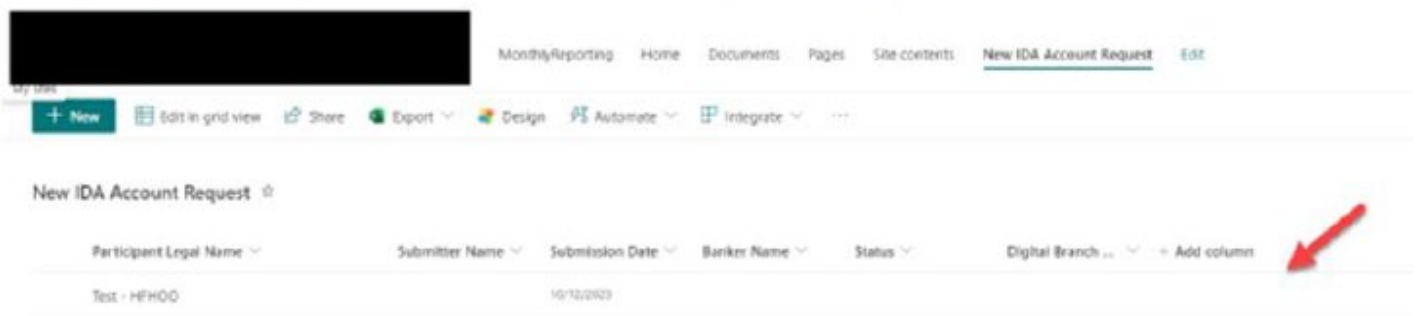 MonthlyReporting Home Documents Pages Site contents New IDA Account Request Edit
+ New Edit in grid view Share Export Design Automate Integrate ...
New IDA Account Request
Participant Legal Name Submitter Name Submission Date Banker Name Status Digital Branch ... + Add column
Test - HFHOO 10/12/2023